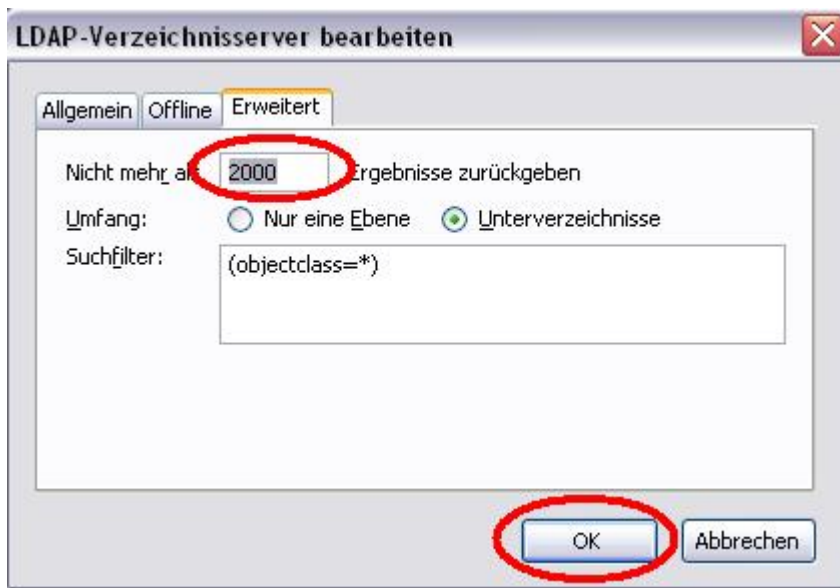 LDAP-Verzeichnisserver bearbeiten
Allgemein Offline Erweitert
Nicht mehr al 2000 Ergebnisse zurückgeben
Umfang: Nur eine Ebene Unterverzeichnisse
Suchfilter: (objectclass=*)
OK Abbrechen